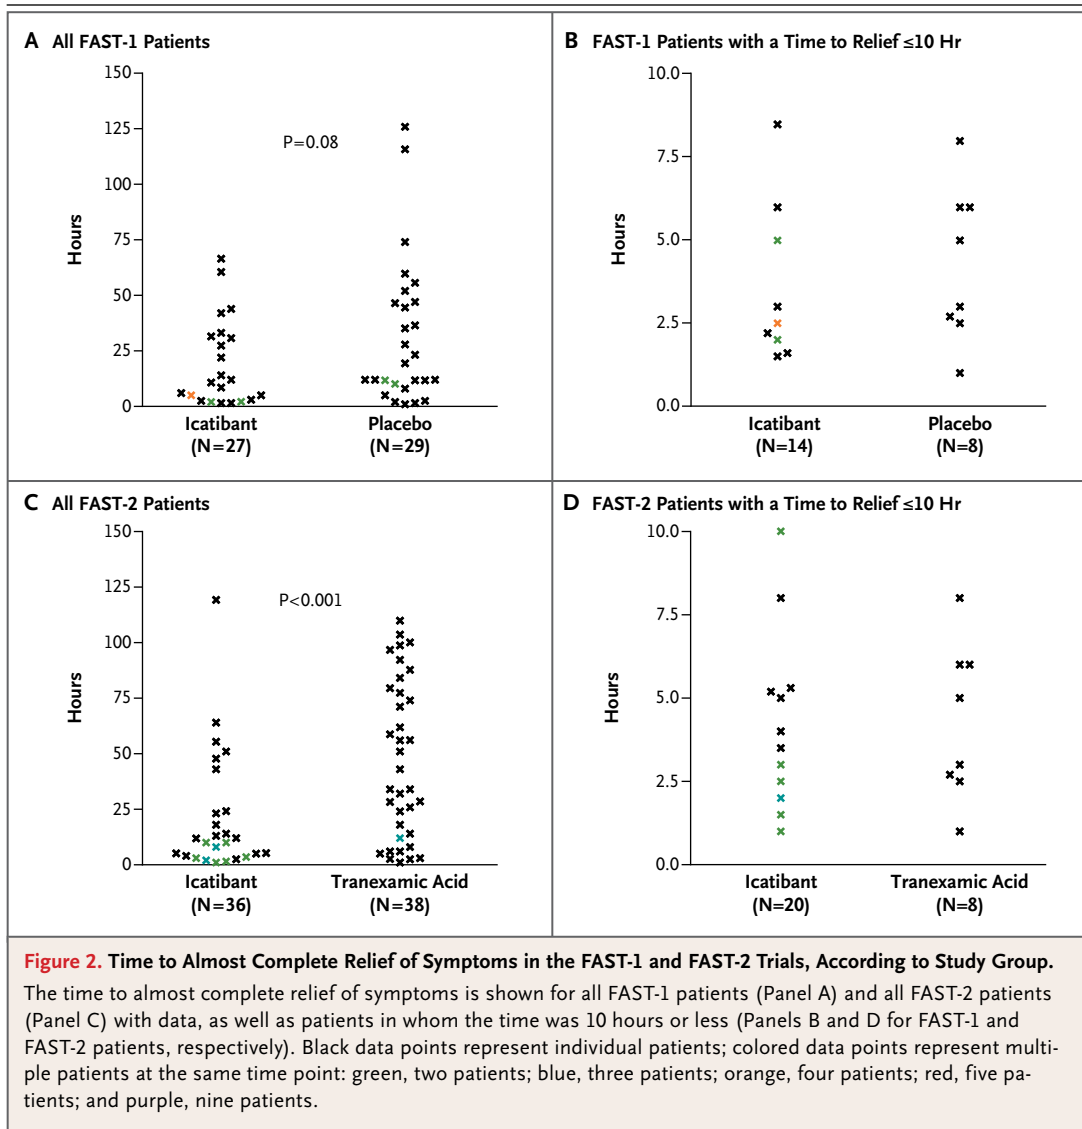 A All FAST-1 Patients
150
125
100
75
50
25
0
Hours
P=0.08
Icatibant
(N=27)
Placebo
(N=29)
B FAST-1 Patients with a Time to Relief ≤10 Hr
10.0
7.5
5.0
2.5
0.0
Hours
Icatibant
(N=14)
Placebo
(N=8)
C All FAST-2 Patients
150
125
100
75
50
25
0
Hours
P<0.001
Icatibant
(N=36)
Tranexamic Acid
(N=38)
D FAST-2 Patients with a Time to Relief ≤10 Hr
10.0
7.5
5.0
2.5
0.0
Hours
Icatibant
(N=20)
Tranexamic Acid
(N=8)
Figure 2. Time to Almost Complete Relief of Symptoms in the FAST-1 and FAST-2 Trials, According to Study Group.
The time to almost complete relief of symptoms is shown for all FAST-1 patients (Panel A) and all FAST-2 patients
(Panel C) with data, as well as patients in whom the time was 10 hours or less (Panels B and D for FAST-1 and
FAST-2 patients, respectively). Black data points represent individual patients; colored data points represent multi-
ple patients at the same time point: green, two patients; blue, three patients; orange, four patients; red, five pa-
tients; and purple, nine patients.